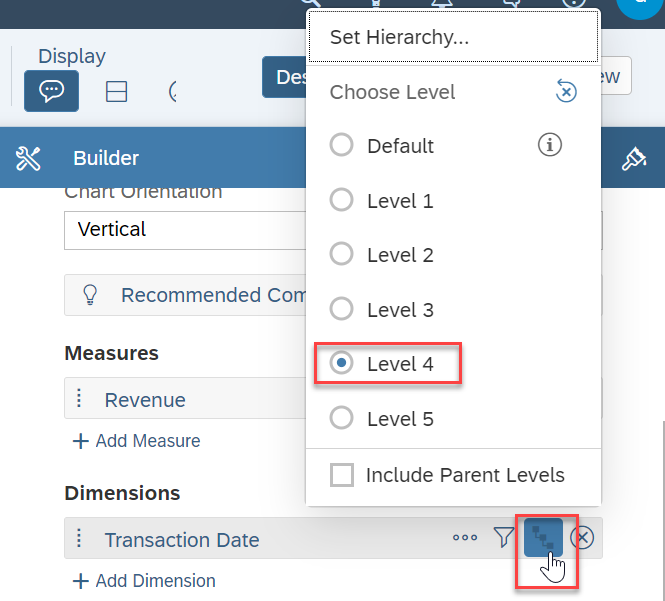 Set Hierarchy...
Display
Des
ew
Choose Level
Default
Builder
Level 1
Chart Orientation
Vertical
Level 2
Recommended Com
Level 3
Measures
Level 4
Revenue
Level 5
Add Measure
Include Parent Levels
Dimensions
Transaction Date
Add Dimension